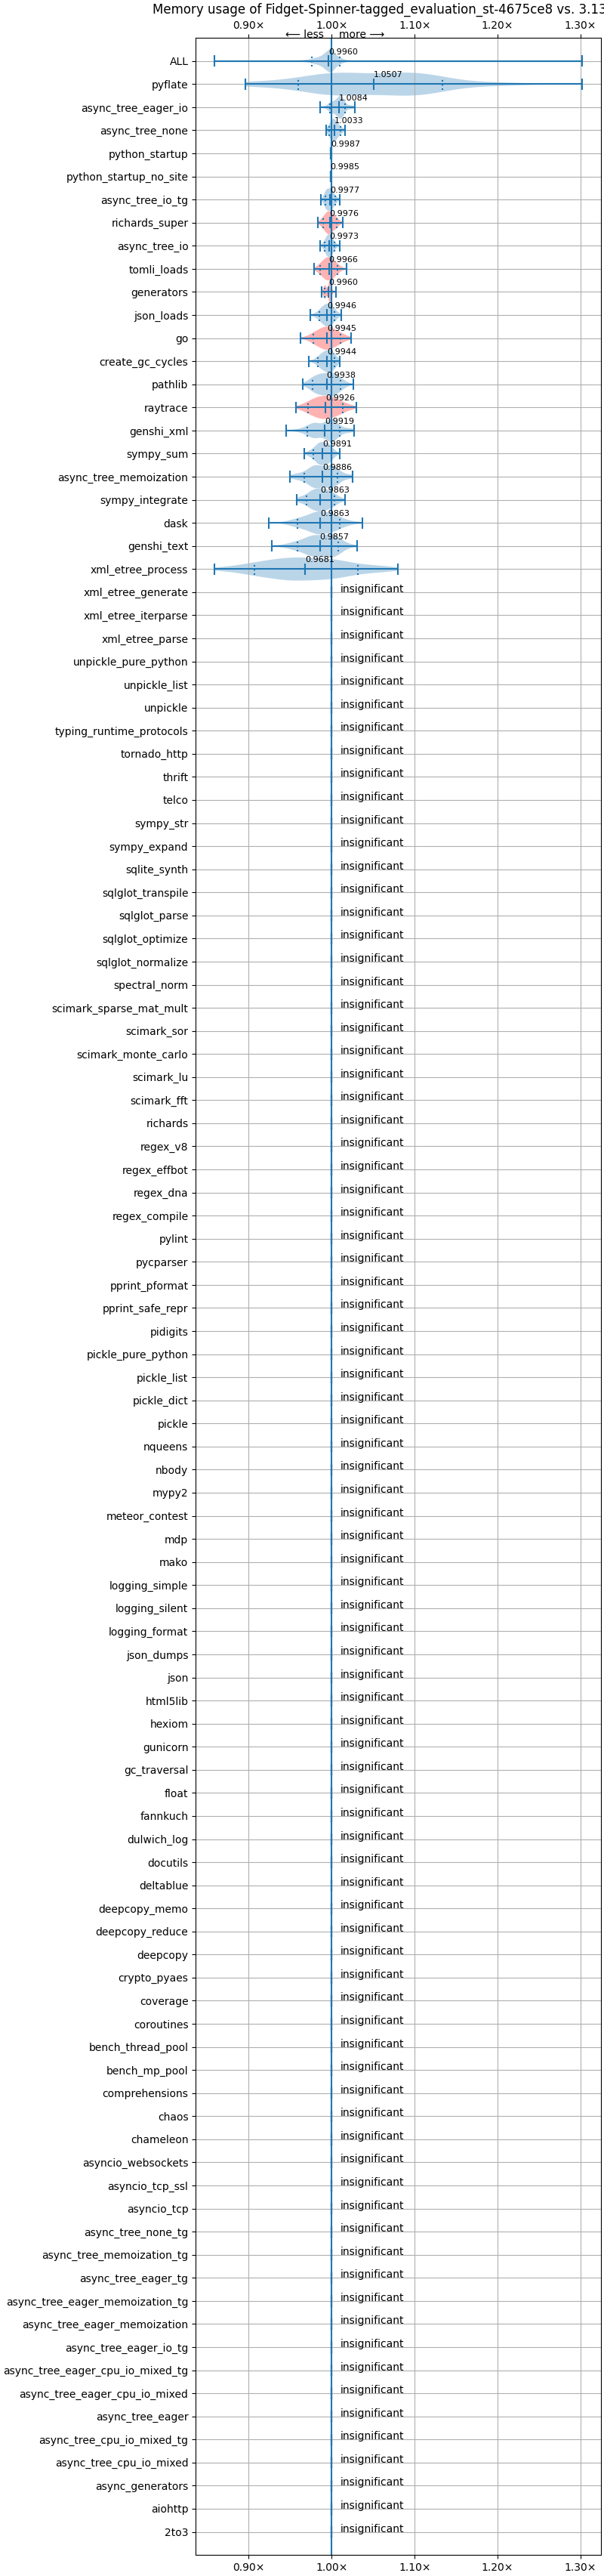 Memory usage of Fidget-Spinner-tagged_evaluation_st-4675ce8 vs. 3.13
0.90× 1.00× 1.10× 1.20× 1.30×
⟵ less more ⟶
ALL 0.9960
pyflate 1.0507
async_tree_eager_io 1.0084
async_tree_none 1.0033
python_startup 0.9987
python_startup_no_site 0.9985
async_tree_io_tg 0.9977
richards_super 0.9976
async_tree_io 0.9973
tomli_loads 0.9966
generators 0.9960
json_loads 0.9946
go 0.9945
create_gc_cycles 0.9944
pathlib 0.9938
raytrace 0.9926
genshi_xml 0.9919
sympy_sum 0.9891
async_tree_memoization 0.9886
sympy_integrate 0.9863
dask 0.9863
genshi_text 0.9857
xml_etree_process 0.9681
xml_etree_generate insignificant
xml_etree_iterparse insignificant
xml_etree_parse insignificant
unpickle_pure_python insignificant
unpickle_list insignificant
unpickle insignificant
typing_runtime_protocols insignificant
tornado_http insignificant
thrift insignificant
telco insignificant
sympy_str insignificant
sympy_expand insignificant
sqlite_synth insignificant
sqlglot_transpile insignificant
sqlglot_parse insignificant
sqlglot_optimize insignificant
sqlglot_normalize insignificant
spectral_norm insignificant
scimark_sparse_mat_mult insignificant
scimark_sor insignificant
scimark_monte_carlo insignificant
scimark_lu insignificant
scimark_fft insignificant
richards insignificant
regex_v8 insignificant
regex_effbot insignificant
regex_dna insignificant
regex_compile insignificant
pylint insignificant
pycparser insignificant
pprint_pformat insignificant
pprint_safe_repr insignificant
pidigits insignificant
pickle_pure_python insignificant
pickle_list insignificant
pickle_dict insignificant
pickle insignificant
nqueens insignificant
nbody insignificant
mypy2 insignificant
meteor_contest insignificant
mdp insignificant
mako insignificant
logging_simple insignificant
logging_silent insignificant
logging_format insignificant
json_dumps insignificant
json insignificant
html5lib insignificant
hexiom insignificant
gunicorn insignificant
gc_traversal insignificant
float insignificant
fannkuch insignificant
dulwich_log insignificant
docutils insignificant
deltablue insignificant
deepcopy_memo insignificant
deepcopy_reduce insignificant
deepcopy insignificant
crypto_pyaes insignificant
coverage insignificant
coroutines insignificant
bench_thread_pool insignificant
bench_mp_pool insignificant
comprehensions insignificant
chaos insignificant
chameleon insignificant
asyncio_websockets insignificant
asyncio_tcp_ssl insignificant
asyncio_tcp insignificant
async_tree_none_tg insignificant
async_tree_memoization_tg insignificant
async_tree_eager_tg insignificant
async_tree_eager_memoization_tg insignificant
async_tree_eager_memoization insignificant
async_tree_eager_io_tg insignificant
async_tree_eager_cpu_io_mixed_tg insignificant
async_tree_eager_cpu_io_mixed insignificant
async_tree_eager insignificant
async_tree_cpu_io_mixed_tg insignificant
async_tree_cpu_io_mixed insignificant
async_generators insignificant
aiohttp insignificant
2to3 insignificant
0.90× 1.00× 1.10× 1.20× 1.30×